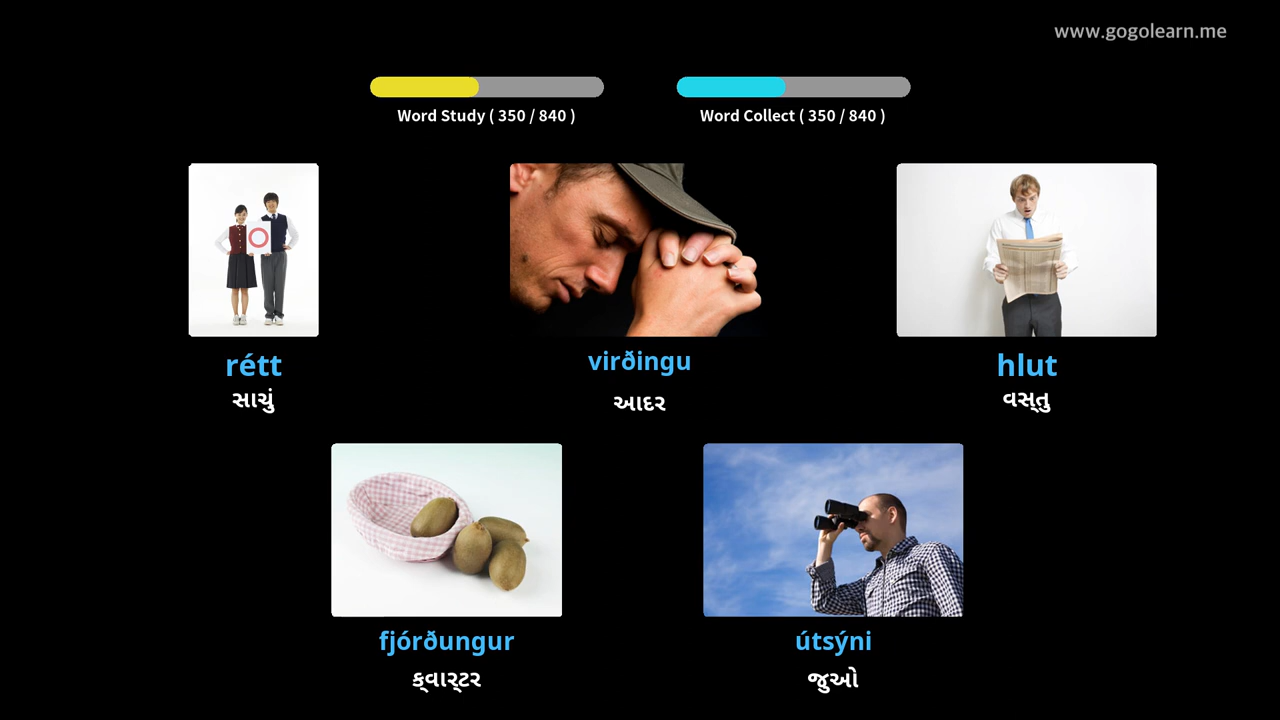 www.gogolearn.me
Word Study ( 350 / 840 )
Word Collect ( 350 / 840 )
rétt
સાચું
virðingu
આદર
hlut
વસ્તુ
fjórðungur
ક્વાર્ટર
útsýni
જુઓ